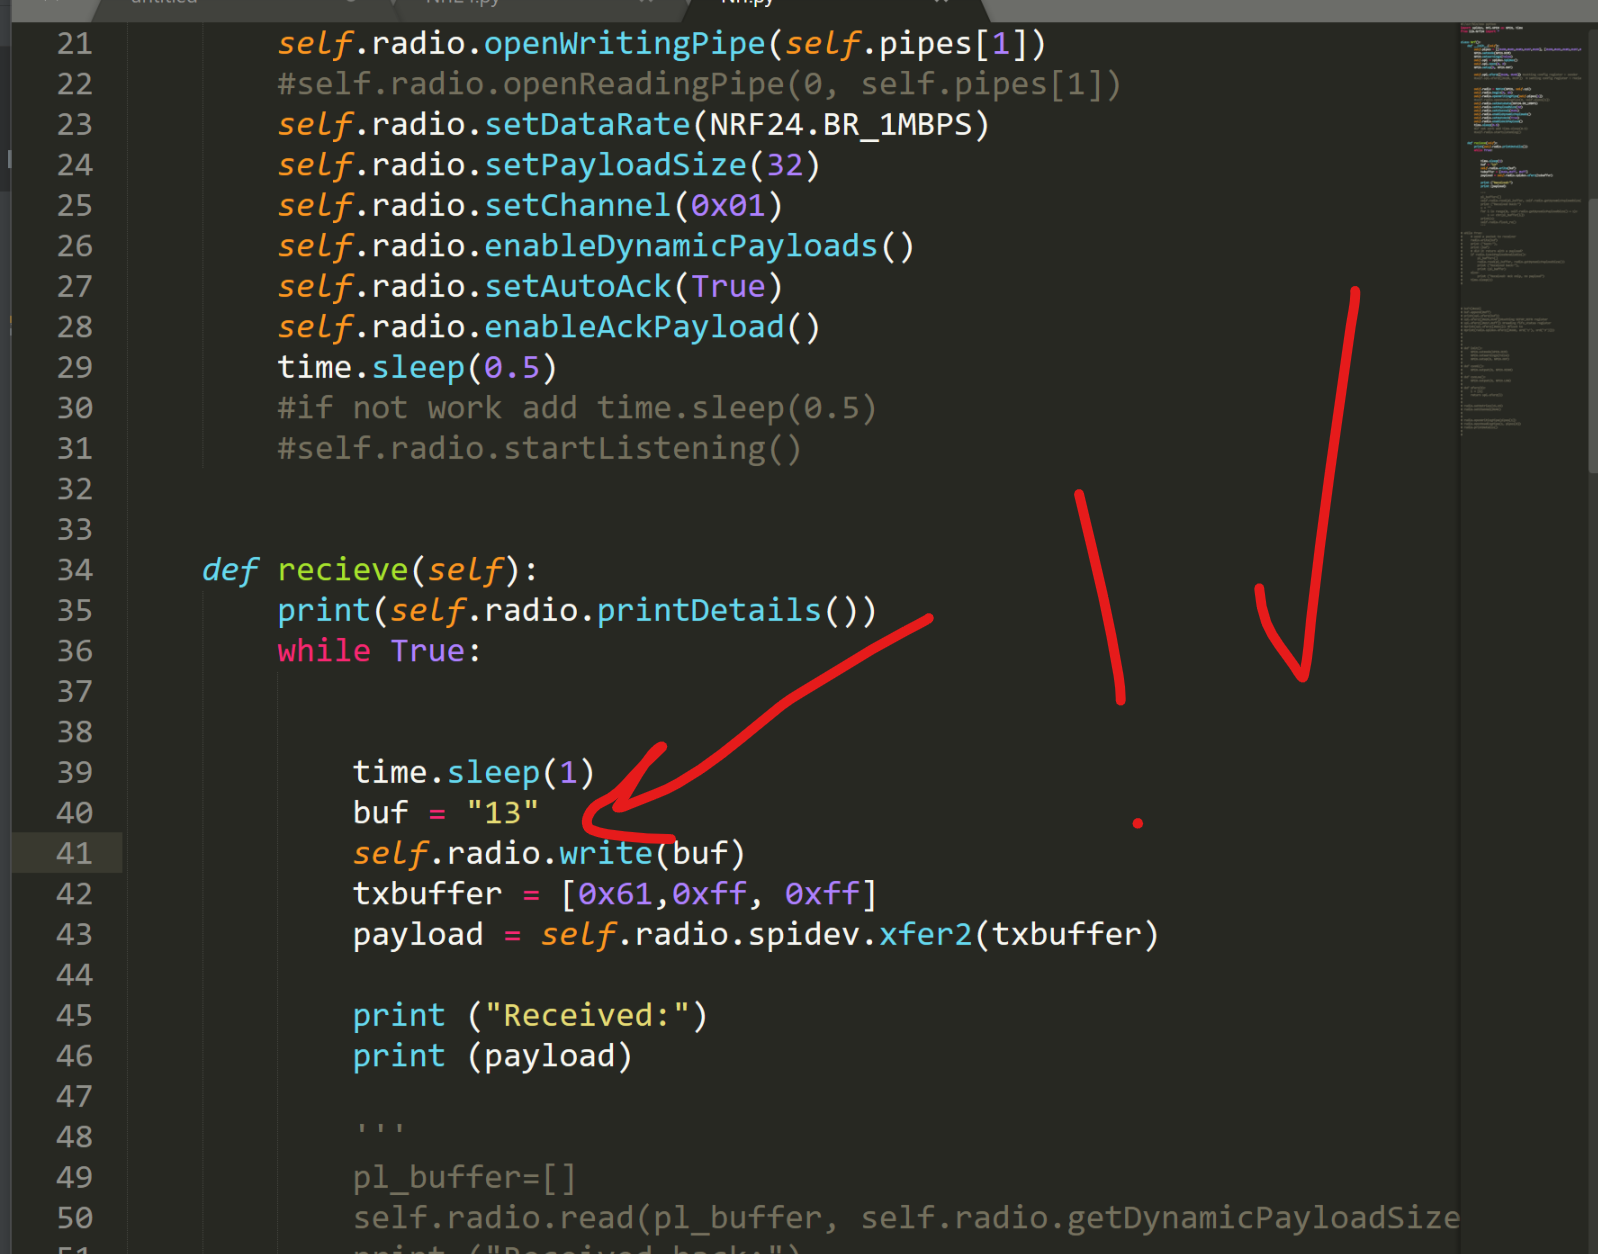 untitled
Nrf24.py
Nrf.py
21 self.radio.openWritingPipe(self.pipes[1])
22 #self.radio.openReadingPipe(0, self.pipes[1])
23 self.radio.setDataRate(NRF24.BR_1MBPS)
24 self.radio.setPayloadSize(32)
25 self.radio.setChannel(0x01)
26 self.radio.enableDynamicPayloads()
27 self.radio.setAutoAck(True)
28 self.radio.enableAckPayload()
29 time.sleep(0.5)
30 #if not work add time.sleep(0.5)
31 #self.radio.startListening()
32
33
34 def recieve(self):
35 print(self.radio.printDetails())
36 while True:
37
38
39 time.sleep(1)
40 buf = "13"
41 self.radio.write(buf)
42 txbuffer = [0x61,0xff, 0xff]
43 payload = self.radio.spidev.xfer2(txbuffer)
44
45 print ("Received:")
46 print (payload)
47
48 '''
49 pl_buffer=[]
50 self.radio.read(pl_buffer, self.radio.getDynamicPayloadSize
51 print ("Received back:")